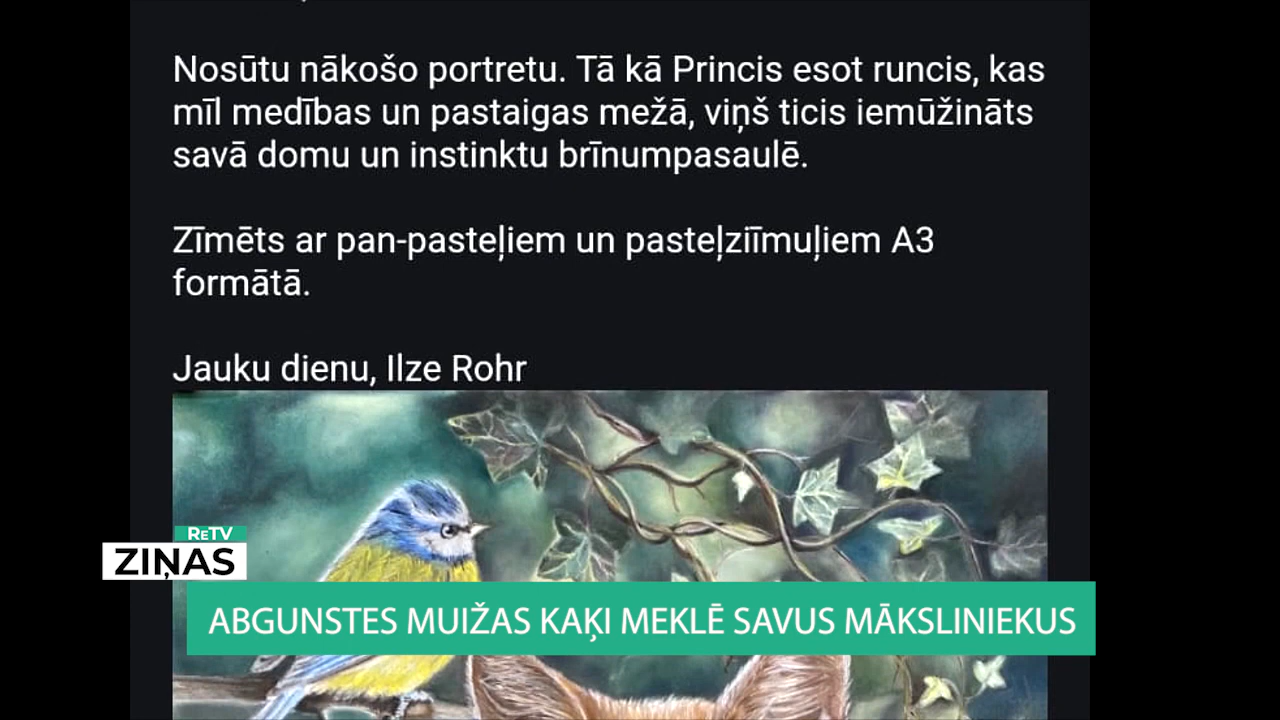 Nosūtu nākošo portretu. Tā kā Princis esot runcis, kas
mīl medības un pastaigas mežā, viņš ticis iemūžināts
savā domu un instinktu brīnumpasaulē.
Zīmēts ar pan-pasteļiem un pasteļziīmuļiem A3
formātā.
Jauku dienu, Ilze Rohr
ReTV
ZIŅAS
ABGUNSTES MUIŽAS KAĶI MEKLĒ SAVUS MĀKSLINIEKUS